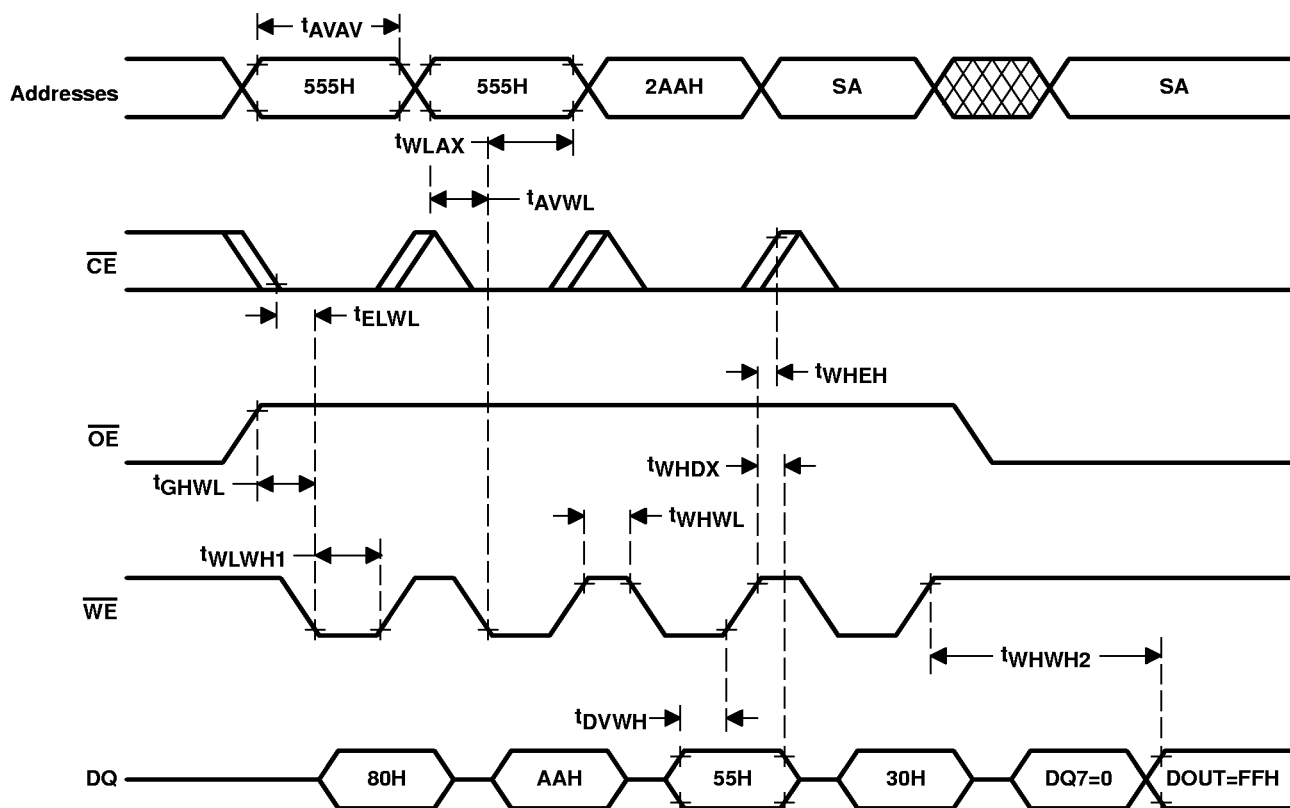 tAVAV
Addresses 555H 555H 2AAH SA SA
tWLAX
tAVWL
CE
tELWL
tWHEH
OE
tWHDX
tGHWL
tWHWL
tWLWH1
WE
tWHWH2
tDVWH
DQ 80H AAH 55H 30H DQ7=0 DOUT=FFH